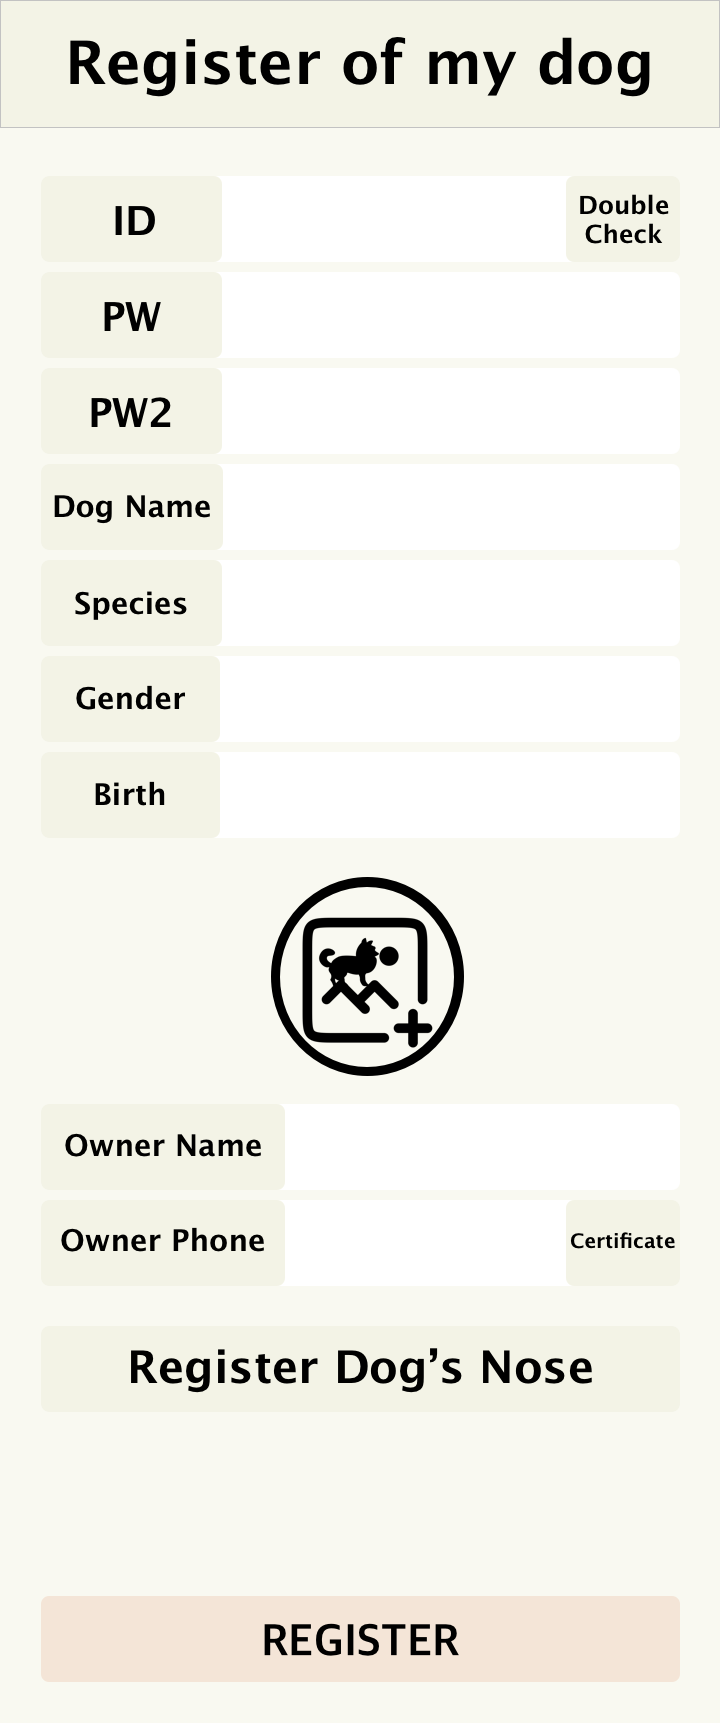 Register of my dog
ID
Double
Check
PW
PW2
Dog Name
Species
Gender
Birth
Owner Name
Owner Phone
Certificate
Register Dog’s Nose
REGISTER